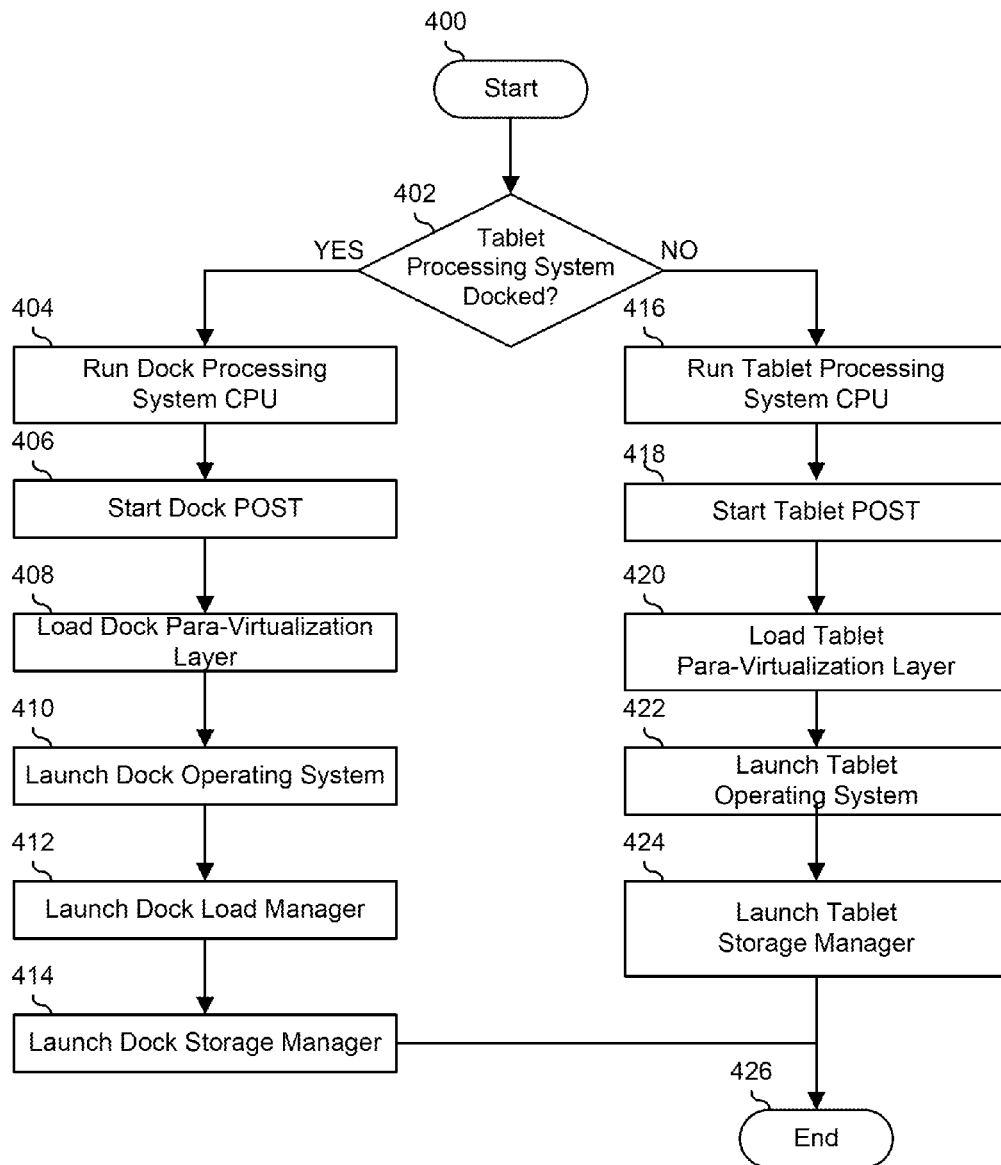 400
Start
402
Tablet
Processing System
Docked?
YES
NO
404
Run Dock Processing
System CPU
406
Start Dock POST
408
Load Dock Para-Virtualization
Layer
410
Launch Dock Operating System
412
Launch Dock Load Manager
414
Launch Dock Storage Manager
416
Run Tablet Processing
System CPU
418
Start Tablet POST
420
Load Tablet
Para-Virtualization Layer
422
Launch Tablet
Operating System
424
Launch Tablet
Storage Manager
426
End